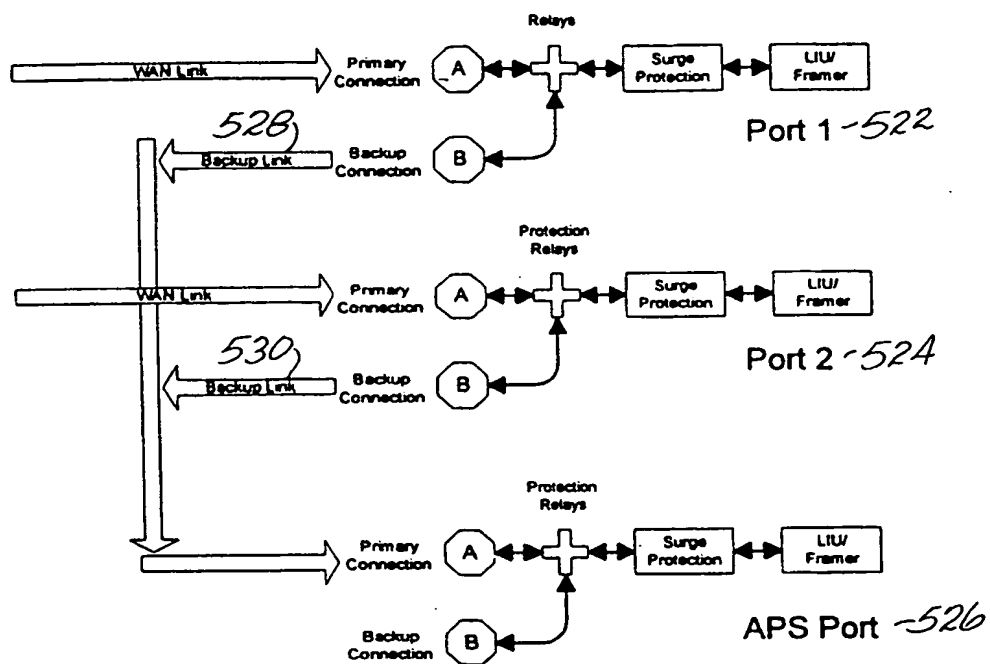 Relays
WAN Link
Primary
Connection
A
Surge
Protection
LIU/
Framer
Port 1 -522
528
Backup Link
Backup
Connection
B
Protection
Relays
WAN Link
Primary
Connection
A
Surge
Protection
LIU/
Framer
Port 2 -524
530
Backup Link
Backup
Connection
B
Protection
Relays
Primary
Connection
A
Surge
Protection
LIU/
Framer
APS Port -526
Backup
Connection
B